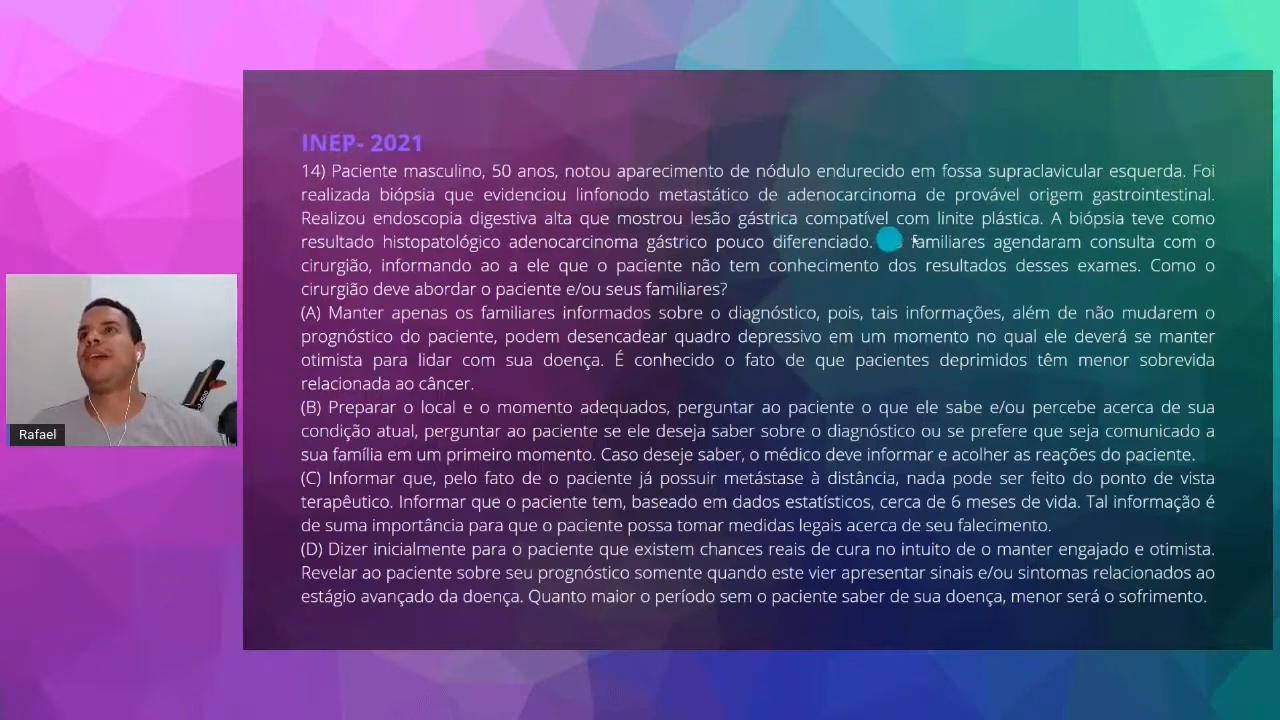 INEP- 2021
14) Paciente masculino, 50 anos, notou aparecimento de nódulo endurecido em fossa supraclavicular esquerda. Foi
realizada biópsia que evidenciou linfonodo metastático de adenocarcinoma de provável origem gastrointestinal.
Realizou endoscopia digestiva alta que mostrou lesão gástrica compatível com linite plástica. A biópsia teve como
resultado histopatológico adenocarcinoma gástrico pouco diferenciado. familiares agendaram consulta com o
cirurgião, informando ao a ele que o paciente não tem conhecimento dos resultados desses exames. Como o
cirurgião deve abordar o paciente e/ou seus familiares?
(A) Manter apenas os familiares informados sobre o diagnóstico, pois, tais informações, além de não mudarem o
prognóstico do paciente, podem desencadear quadro depressivo em um momento no qual ele deverá se manter
otimista para lidar com sua doença. É conhecido o fato de que pacientes deprimidos têm menor sobrevida
relacionada ao câncer.
(B) Preparar o local e o momento adequados, perguntar ao paciente o que ele sabe e/ou percebe acerca de sua
condição atual, perguntar ao paciente se ele deseja saber sobre o diagnóstico ou se prefere que seja comunicado a
sua família em um primeiro momento. Caso deseje saber, o médico deve informar e acolher as reações do paciente.
(C) Informar que, pelo fato de o paciente já possuir metástase à distância, nada pode ser feito do ponto de vista
terapêutico. Informar que o paciente tem, baseado em dados estatísticos, cerca de 6 meses de vida. Tal informação é
de suma importância para que o paciente possa tomar medidas legais acerca de seu falecimento.
(D) Dizer inicialmente para o paciente que existem chances reais de cura no intuito de o manter engajado e otimista.
Revelar ao paciente sobre seu prognóstico somente quando este vier apresentar sinais e/ou sintomas relacionados ao
estágio avançado da doença. Quanto maior o período sem o paciente saber de sua doença, menor será o sofrimento.
Rafael